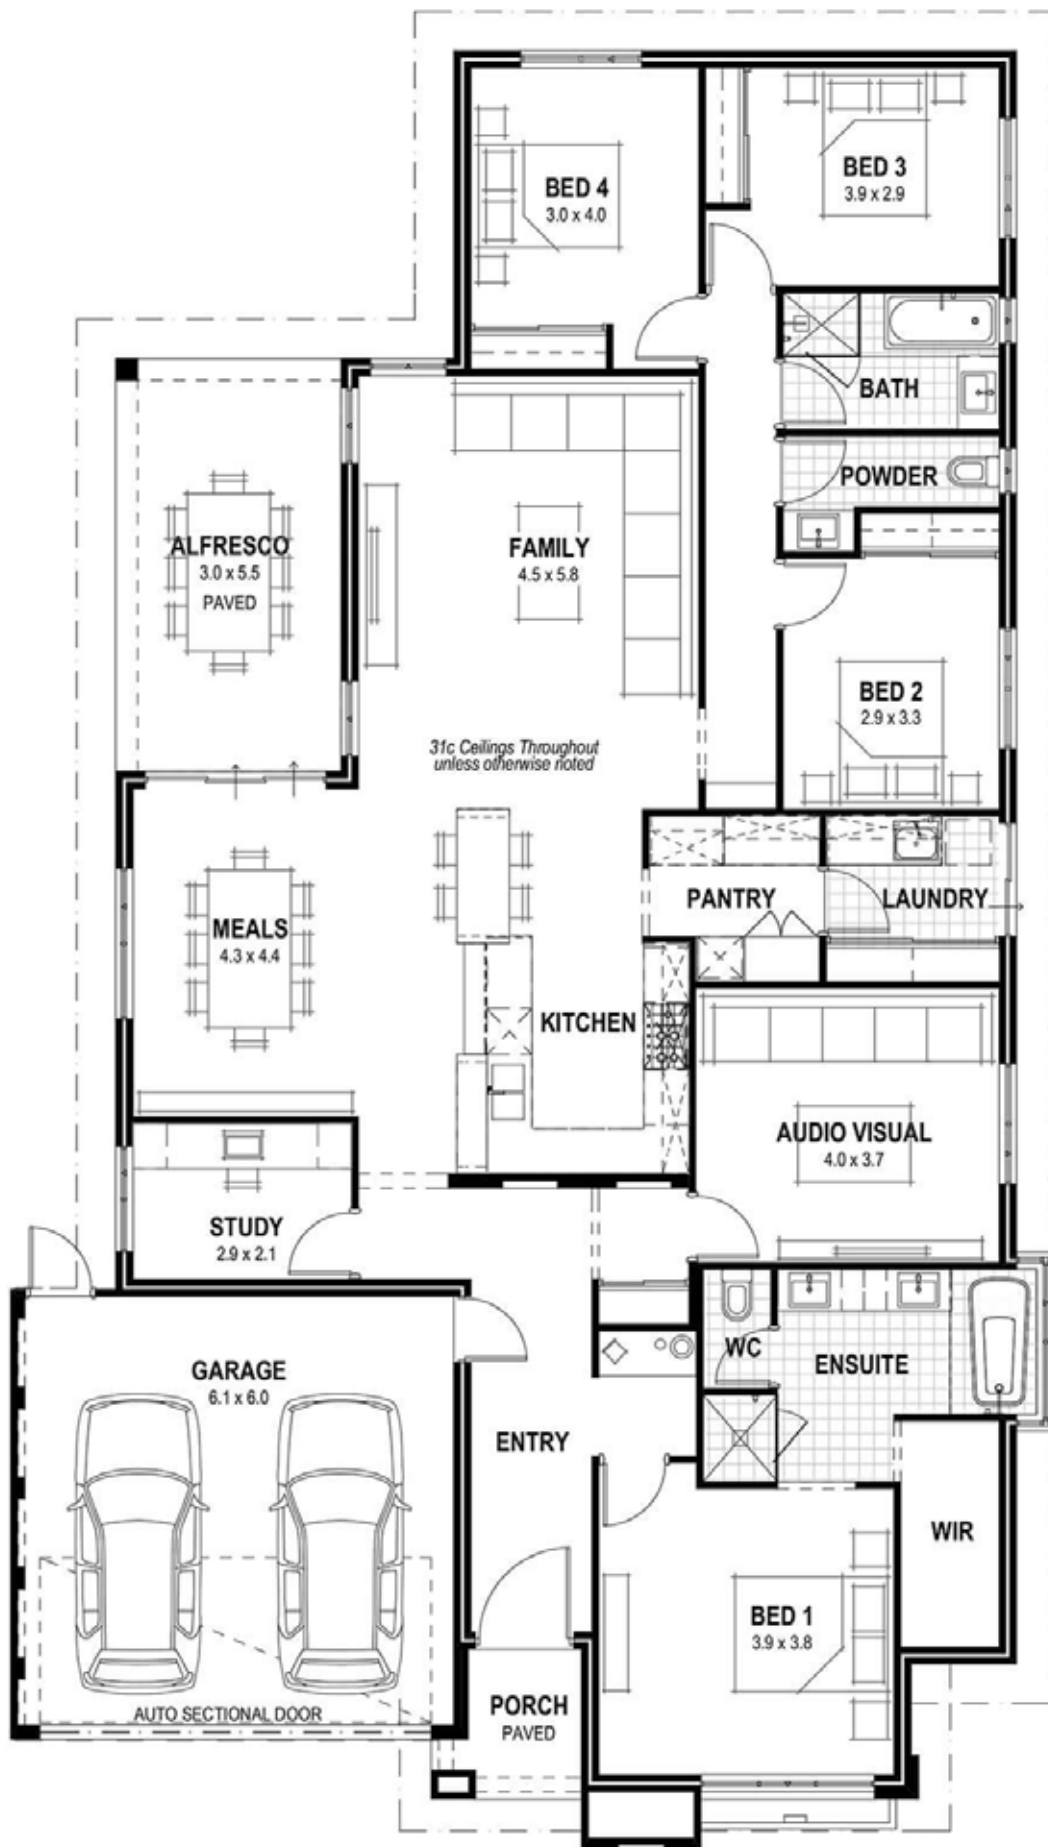 BED 4
3.0 x 4.0
BED 3
3.9 x 2.9
BATH
POWDER
ALFRESCO
3.0 x 5.5
PAVED
FAMILY
4.5 x 5.8
BED 2
2.9 x 3.3
31c Ceilings Throughout
unless otherwise noted
MEALS
4.3 x 4.4
PANTRY
LAUNDRY
KITCHEN
AUDIO VISUAL
4.0 x 3.7
STUDY
2.9 x 2.1
GARAGE
6.1 x 6.0
WC
ENSUITE
ENTRY
WIR
BED 1
3.9 x 3.8
PORCH
PAVED
AUTO SECTIONAL DOOR